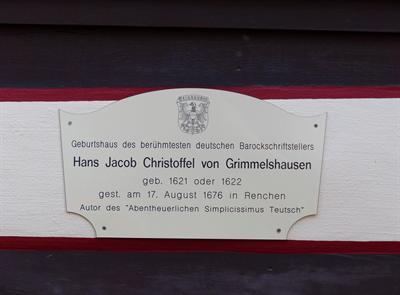 Geburtshaus des berühmtesten deutschen Barockschriftstellers
Hans Jacob Christoffel von Grimmelshausen
geb. 1621 oder 1622
gest. am 17. August 1676 in Renchen
Autor des "Abenteuerlichen Simplicissimus Teutsch"